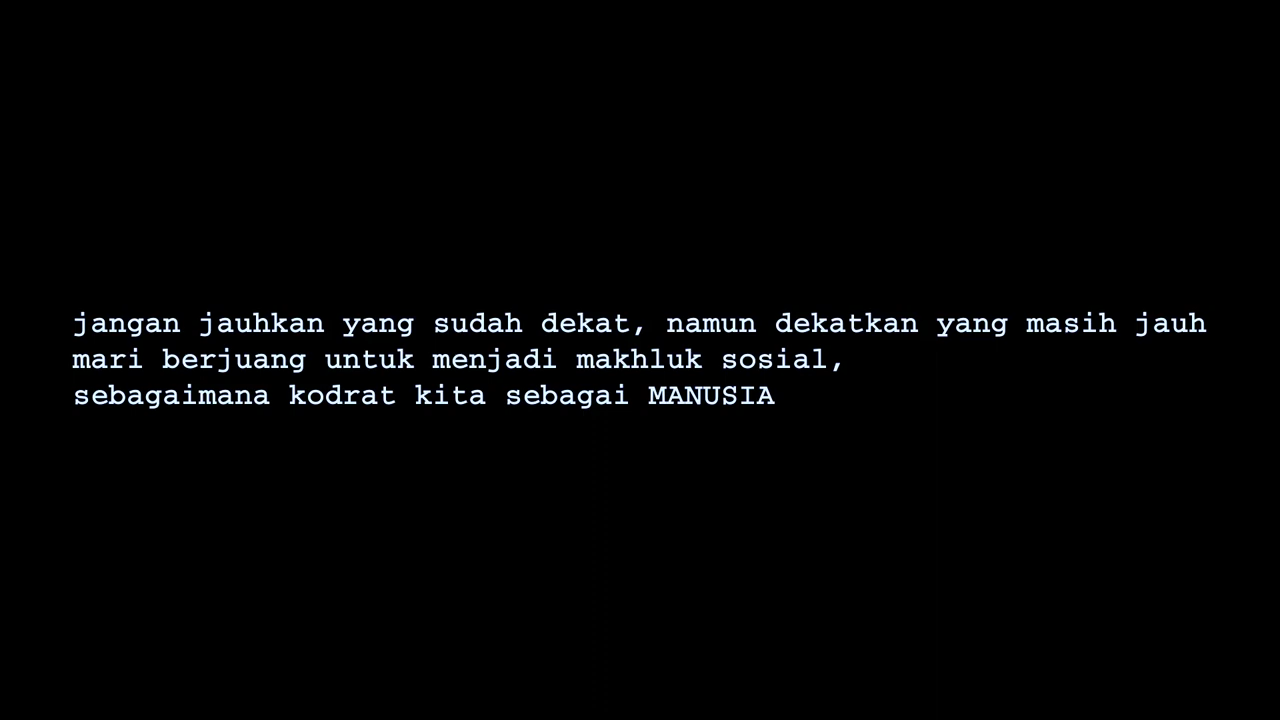 jangan jauhkan yang sudah dekat, namun dekatkan yang masih jauh
mari berjuang untuk menjadi makhluk sosial,
sebagaimana kodrat kita sebagai MANUSIA